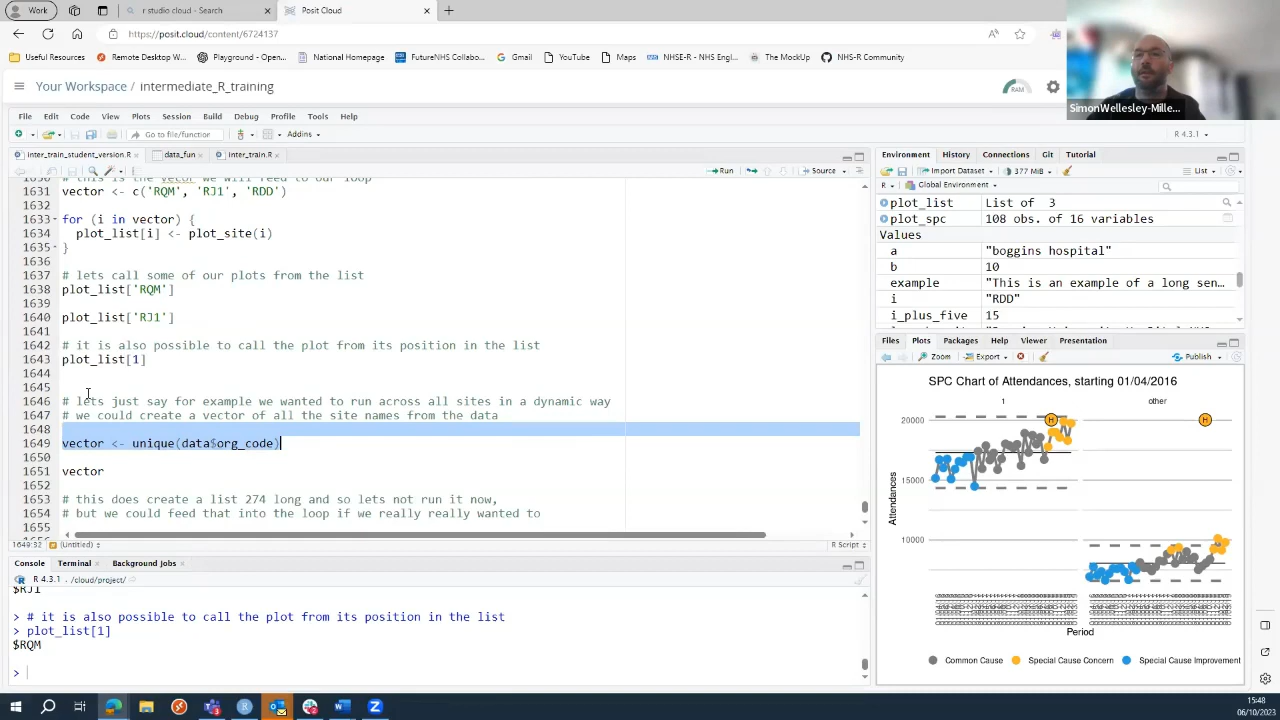 Work
r studio cloud - Search
Posit Cloud
https://posit.cloud/content/6724137
Useful Resources
Remote Desktop W...
Playground - Open...
National Homepage
FutureNHS Collabo...
Gmail
YouTube
Maps
NHSE-R - NHS Engl...
The MockUp
NHS-R Community
Your Workspace / intermediate_R_training
RAM
SimonWellesley-Mille...
File Edit Code View Plots Session Build Debug Profile Tools Help
Go to file/function
Addins
R 4.3.1
inter_train_student_version.R
data_fun
Inter_train.R
Run
Source
1631 vector <- c('RQM', 'RJ1', 'RDD')
1632
1633 for (i in vector) {
1634 plot_list[i] <- plot_site(i)
1635 }
1636
1637 # lets call some of our plots from the list
1638 plot_list['RQM']
1639
1640 plot_list['RJ1']
1641
1642 # it is also possible to call the plot from its position in the list
1643 plot_list[1]
1644
1645
1646 # lets just say for example we wanted to run across all sites in a dynamic way
1647 # we could create a vector of all the site names from the data
1648
1649 vector <- unique(data$org_code)
1650
1651 vector
1652
1653 # this does create a list 274 long so so lets not run it now,
1654 # but we could feed that into the loop if we really really wanted to
1655
1649:32 (Untitled) R Script
Console Terminal Background Jobs
R 4.3.1 . /cloud/project/
$RJ1
> # it is also possible to call the plot from its position in the list
> plot_list[1]
$RQM
>
Environment History Connections Git Tutorial
Import Dataset 377 MiB List
R Global Environment
plot_list List of 3
plot_spc 108 obs. of 16 variables
Values
a "boggins hospital"
b 10
example "This is an example of a long sen...
i "RDD"
i_plus_five 15
Files Plots Packages Help Viewer Presentation
Zoom Export Publish
SPC Chart of Attendances, starting 01/04/2016
1 other
H H
20000
15000
10000
Attendances
Period
Common Cause Special Cause Concern Special Cause Improvement
15:48
06/10/2023